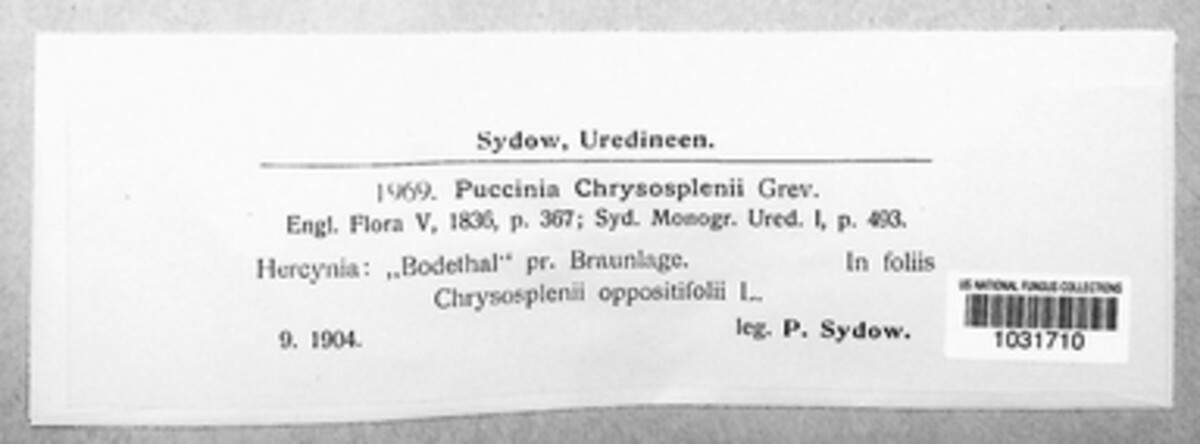 Sydow, Uredineen.
1969. Puccinia Chrysosplenii Grev.
Engl. Flora V, 1836, p. 367; Syd. Monogr. Ured. I, p. 493.
Hercynia: „Bodethal“ pr. Braunlage. In foliis
Chrysosplenii oppositifolii L.
9. 1904. leg. P. Sydow.
US NATIONAL FUNGUS COLLECTIONS
1031710